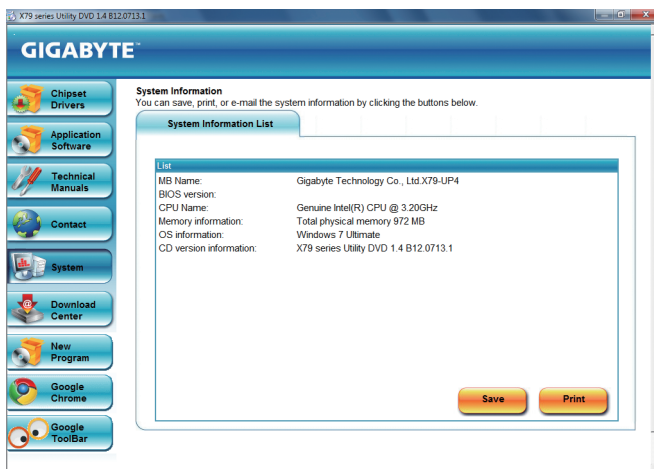 X79 series Utility DVD 1.4 B12.0713.1
GIGABYTE™
Chipset
Drivers
Application
Software
Technical
Manuals
Contact
System
Download
Center
New
Program
Google
Chrome
Google
ToolBar
System Information
You can save, print, or e-mail the system information by clicking the buttons below.
System Information List
List
MB Name: Gigabyte Technology Co., Ltd.X79-UP4
BIOS version:
CPU Name: Genuine Intel(R) CPU @ 3.20GHz
Memory information: Total physical memory 972 MB
OS information: Windows 7 Ultimate
CD version information: X79 series Utility DVD 1.4 B12.0713.1
Save Print